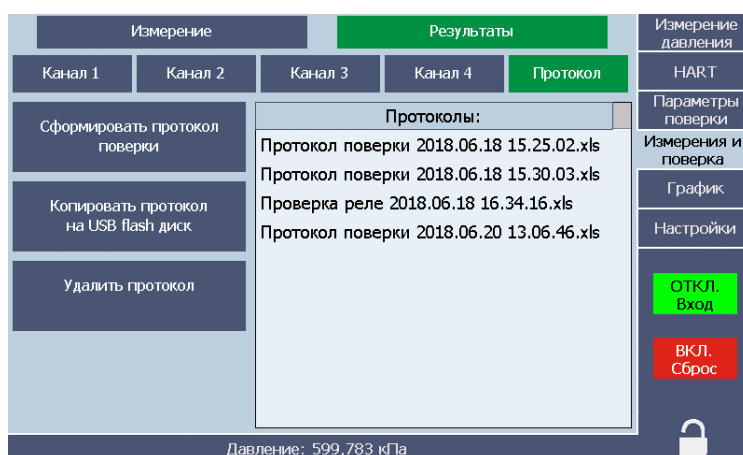 Измерение
Результаты
Канал 1
Канал 2
Канал 3
Канал 4
Протокол
Сформировать протокол
поверки
Копировать протокол
на USB flash диск
Удалить протокол
Протоколы:
Протокол поверки 2018.06.18 15.25.02.xls
Протокол поверки 2018.06.18 15.30.03.xls
Проверка реле 2018.06.18 16.34.16.xls
Протокол поверки 2018.06.20 13.06.46.xls
Измерение
давления
HART
Параметры
поверки
Измерения и
поверка
График
Настройки
ОТКЛ.
Вход
ВКЛ.
Сброс
Давление: 599,783 кПа